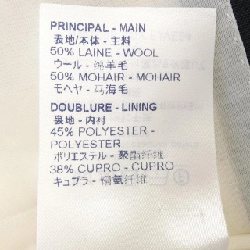 PRINCIPAL - MAIN
表地/本体 - 主料
50% LAINE - WOOL
ウール - 绵羊毛
50% MOHAIR - MOHAIR
モヘヤ - 马海毛
DOUBLURE - LINING
裏地 - 内村
45% POLYESTER -
POLYESTER
ポリエステル - 聚酯纤维
38% CUPRO - CUPRO
キュプラ - 铜氨纤维